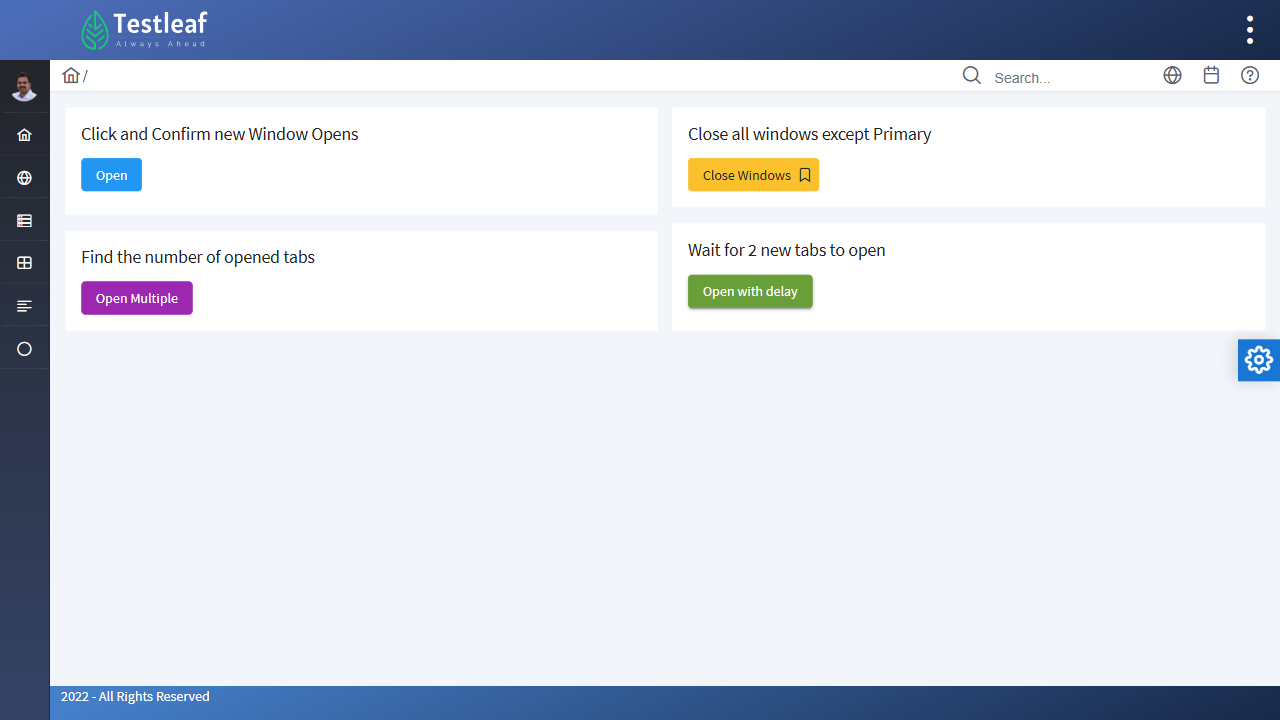 Testleaf
Always Ahead
/
Search...
Click and Confirm new Window Opens
Open
Close all windows except Primary
Close Windows
Find the number of opened tabs
Open Multiple
Wait for 2 new tabs to open
Open with delay
2022 - All Rights Reserved